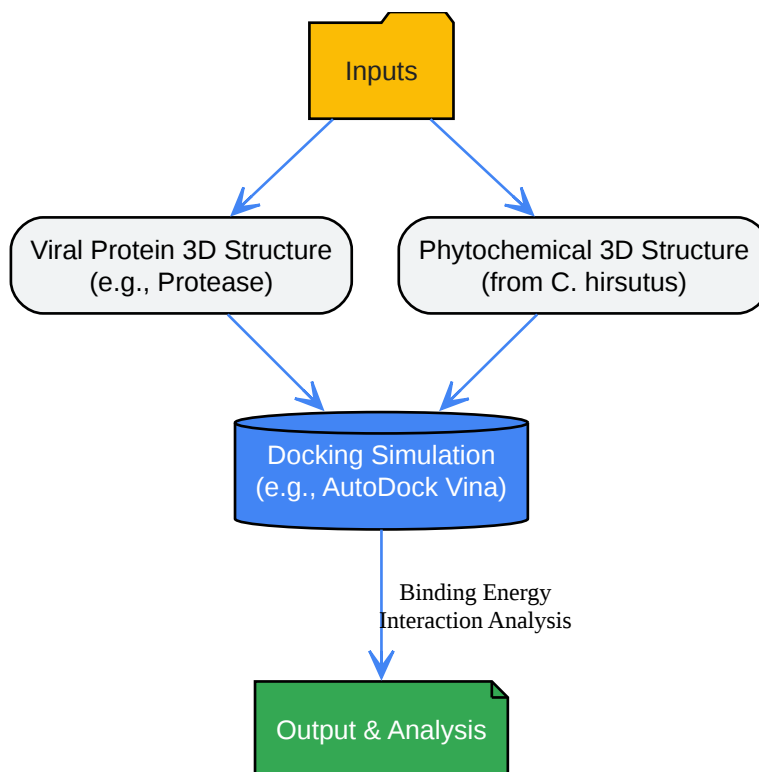 Inputs
Viral Protein 3D Structure
(e.g., Protease)
Phytochemical 3D Structure
(from C. hirsutus)
Docking Simulation
(e.g., AutoDock Vina)
Binding Energy
Interaction Analysis
Output & Analysis